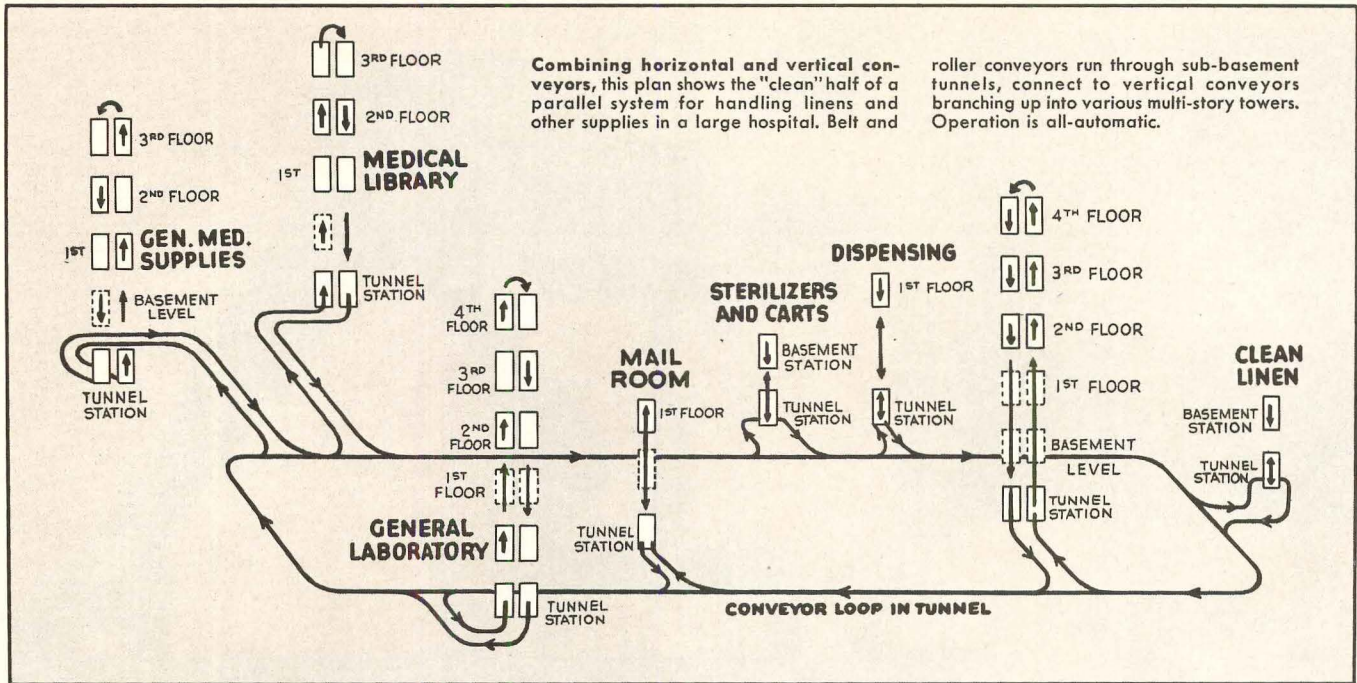 Combining horizontal and vertical con-
veyors, this plan shows the "clean" half of a
parallel system for handling linens and
other supplies in a large hospital. Belt and
roller conveyors run through sub-basement
tunnels, connect to vertical conveyors
branching up into various multi-story towers.
Operation is all-automatic.
3RD FLOOR
2ND FLOOR
1ST
GEN. MED.
SUPPLIES
BASEMENT
LEVEL
TUNNEL
STATION
3RD FLOOR
2ND FLOOR
1ST
MEDICAL
LIBRARY
TUNNEL
STATION
4TH
FLOOR
3RD
FLOOR
2ND
FLOOR
1ST
FLOOR
GENERAL
LABORATORY
TUNNEL
STATION
MAIL
ROOM
1ST FLOOR
TUNNEL
STATION
STERILIZERS
AND CARTS
BASEMENT
STATION
TUNNEL
STATION
DISPENSING
1ST FLOOR
TUNNEL
STATION
4TH FLOOR
3RD FLOOR
2ND FLOOR
1ST FLOOR
BASEMENT
LEVEL
TUNNEL
STATION
CLEAN
LINEN
BASEMENT
STATION
TUNNEL
STATION
CONVEYOR LOOP IN TUNNEL